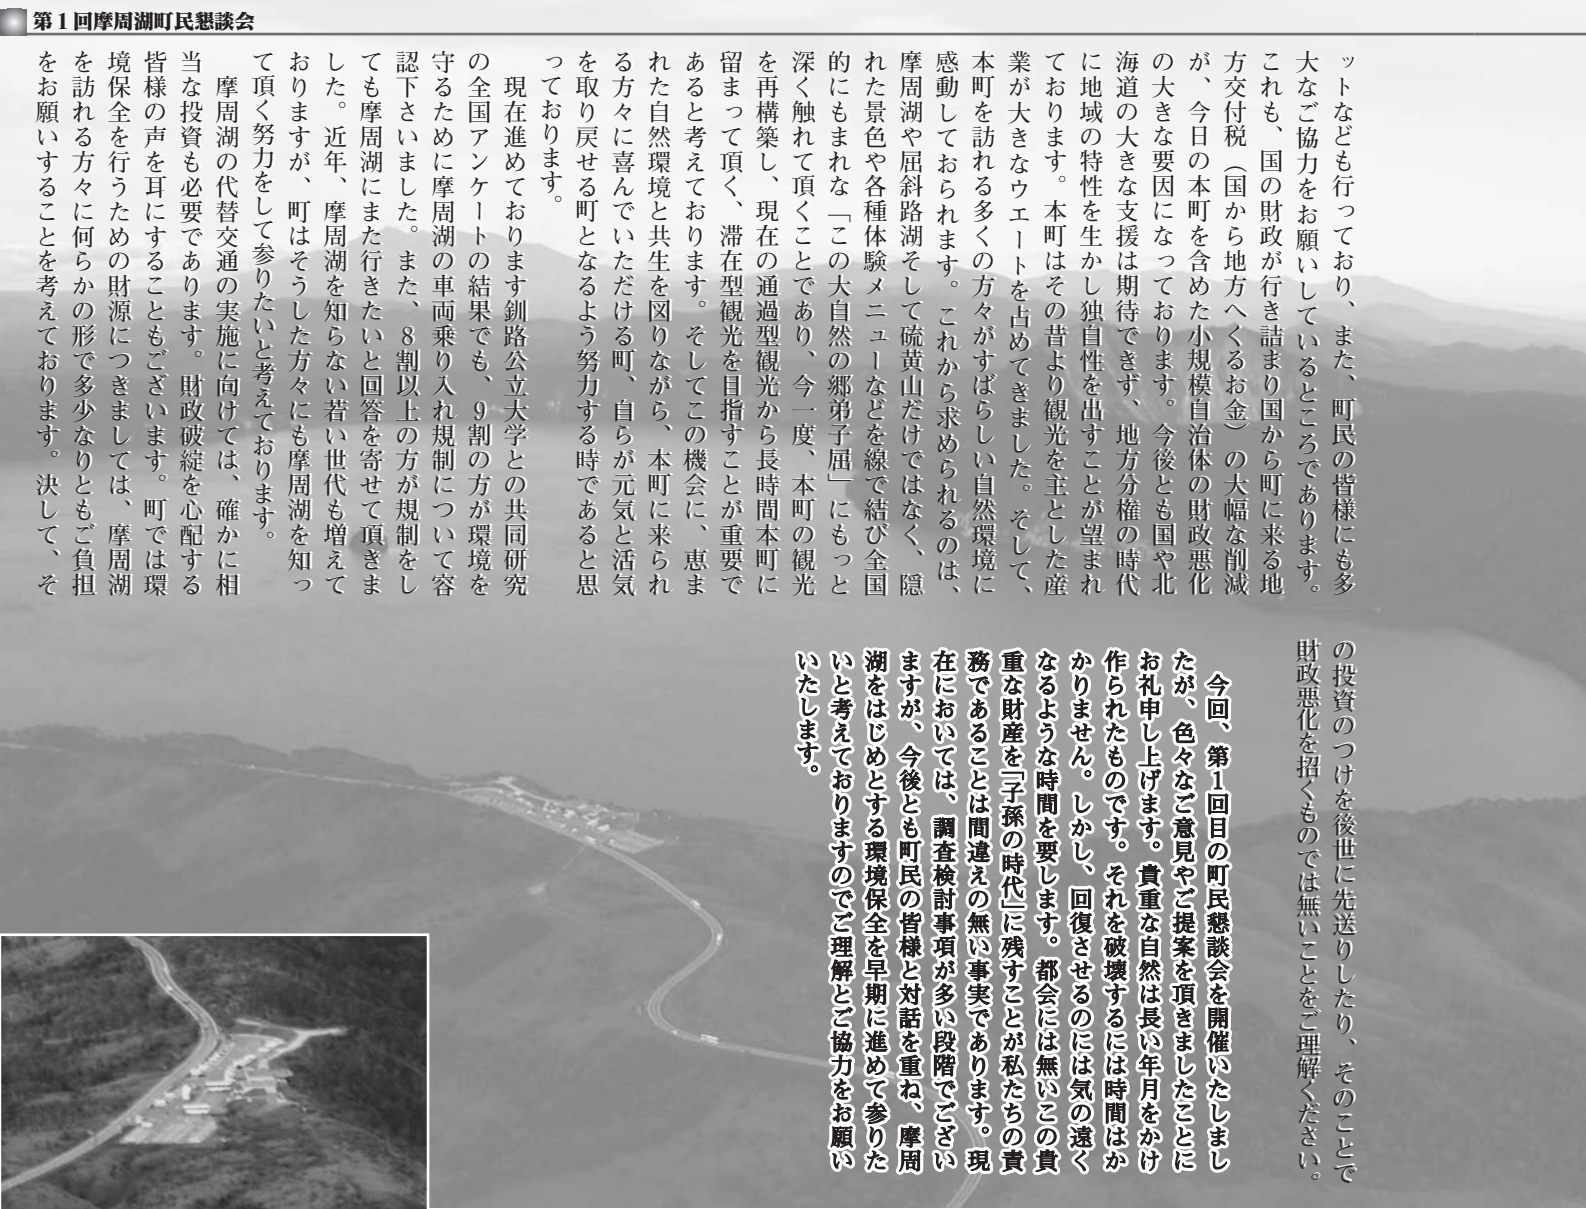 第1回摩周湖町民懇談会
ットなども行っており、また、町民の皆様にも多
大なご協力をお願いしているところであります。
これも、国の財政が行き詰まり国から町に来る地
方交付税（国から地方へくるお金）の大幅な削減
が、今日の本町を含めた小規模自治体の財政悪化
の大きな要因になっております。今後とも国や北
海道の大きな支援は期待できず、地方分権の時代
に地域の特性を生かし独自性を出すことが望まれ
ております。本町はその昔より観光を主とした産
業が大きなウエートを占めてきました。そして、
本町を訪れる多くの方々がすばらしい自然環境に
感動しておられます。これから求められるのは、
摩周湖や屈斜路湖そして硫黄山だけではなく、隠
れた景色や各種体験メニューなどを線で結び全国
的にもまれな「この大自然の郷弟子屈」にもっと
深く触れて頂くことであり、今一度、本町の観光
を再構築し、現在の通過型観光から長時間本町に
留まって頂く、滞在型観光を目指すことが重要で
あると考えております。そしてこの機会に、恵ま
れた自然環境と共生を図りながら、本町に来られ
る方々に喜んでいただける町、自らが元気と活気
を取り戻せる町となるよう努力する時であると思
っております。
現在進めております釧路公立大学との共同研究
の全国アンケートの結果でも、9割の方が環境を
守るために摩周湖の車両乗り入れ規制について容
認下さいました。また、8割以上の方が規制をし
ても摩周湖にまた行きたいと回答を寄せて頂きま
した。近年、摩周湖を知らない若い世代も増えて
おりますが、町はそうした方々にも摩周湖を知っ
て頂く努力をして参りたいと考えております。
摩周湖の代替交通の実施に向けては、確かに相
当な投資も必要であります。財政破綻を心配する
皆様の声を耳にすることもございます。町では環
境保全を行うための財源につきましては、摩周湖
を訪れる方々に何らかの形で多少なりともご負担
をお願いすることを考えております。決して、そ
の投資のつけを後世に先送りしたり、そのことで
財政悪化を招くものでは無いことをご理解ください。
今回、第1回目の町民懇談会を開催いたしまし
たが、色々なご意見やご提案を頂きましたことに
お礼申し上げます。貴重な自然は長い年月をかけ
作られたものです。それを破壊するには時間はか
かりません。しかし、回復させるのには気の遠く
なるような時間を要します。都会には無いこの貴
重な財産を「子孫の時代」に残すことが私たちの責
務であることは間違えの無い事実であります。現
在においては、調査検討事項が多い段階でござい
ますが、今後とも町民の皆様と対話を重ね、摩周
湖をはじめとする環境保全を早期に進めて参りた
いと考えておりますのでご理解とご協力をお願い
いたします。